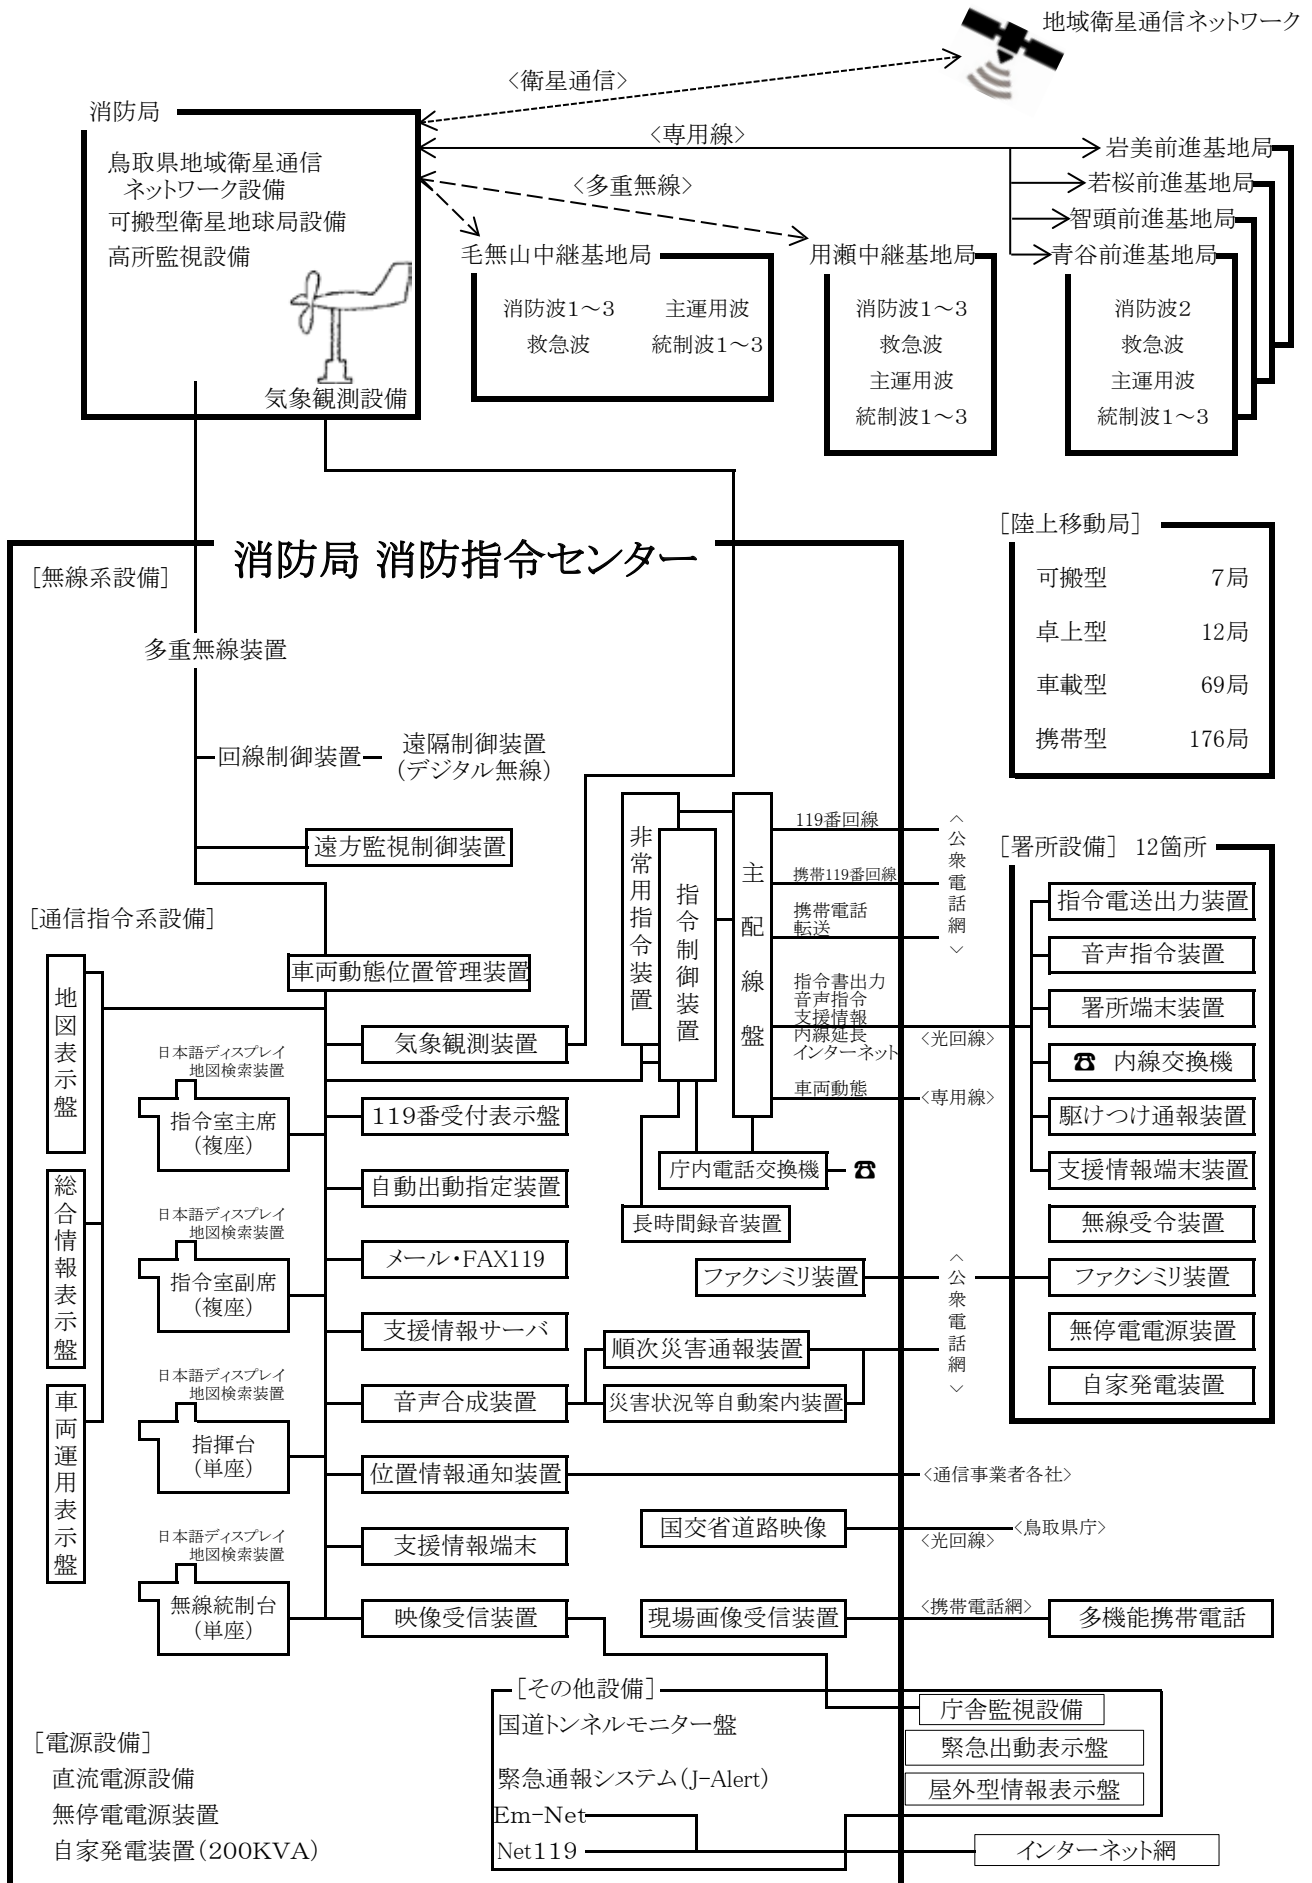 地域衛星通信ネットワーク
<衛星通信>
消防局
<専用線>
鳥取県地域衛星通信
ネットワーク設備
可搬型衛星地球局設備
高所監視設備
気象観測設備
<多重無線>
岩美前進基地局
若桜前進基地局
智頭前進基地局
青谷前進基地局
消防波2
救急波
主運用波
統制波1~3
毛無山中継基地局
消防波1~3 主運用波
救急波 統制波1~3
用瀬中継基地局
消防波1~3
救急波
主運用波
統制波1~3
[陸上移動局]
可搬型 7局
卓上型 12局
車載型 69局
携帯型 176局
消防局 消防指令センター
[無線系設備]
多重無線装置
回線制御装置
遠隔制御装置
(デジタル無線)
遠方監視制御装置
[通信指令系設備]
車両動態位置管理装置
地図表示盤
総合情報表示盤
車両運用表示盤
日本語ディスプレイ
地図検索装置
指令室主席
(複座)
日本語ディスプレイ
地図検索装置
指令室副席
(複座)
日本語ディスプレイ
地図検索装置
指揮台
(単座)
日本語ディスプレイ
地図検索装置
無線統制台
(単座)
気象観測装置
119番受付表示盤
自動出動指定装置
メール・FAX119
支援情報サーバ
音声合成装置
位置情報通知装置
支援情報端末
映像受信装置
非常用指令装置
指令制御装置
主配線盤
119番回線
携帯119番回線
携帯電話
転送
<公衆電話網>
指令書出力
音声指令
支援情報
内線延長
インターネット
<光回線>
車両動態
<専用線>
庁内電話交換機 ☎
長時間録音装置
ファクシミリ装置
<公衆電話網>
順次災害通報装置
災害状況等自動案内装置
<通信事業者各社>
国交省道路映像
<光回線>
<鳥取県庁>
現場画像受信装置
<携帯電話網>
多機能携帯電話
[署所設備] 12箇所
指令電送出力装置
音声指令装置
署所端末装置
☎ 内線交換機
駆けつけ通報装置
支援情報端末装置
無線受令装置
ファクシミリ装置
無停電電源装置
自家発電装置
[その他設備]
国道トンネルモニター盤
緊急通報システム(J-Alert)
Em-Net
Net119
庁舎監視設備
緊急出動表示盤
屋外型情報表示盤
インターネット網
[電源設備]
直流電源設備
無停電電源装置
自家発電装置(200KVA)